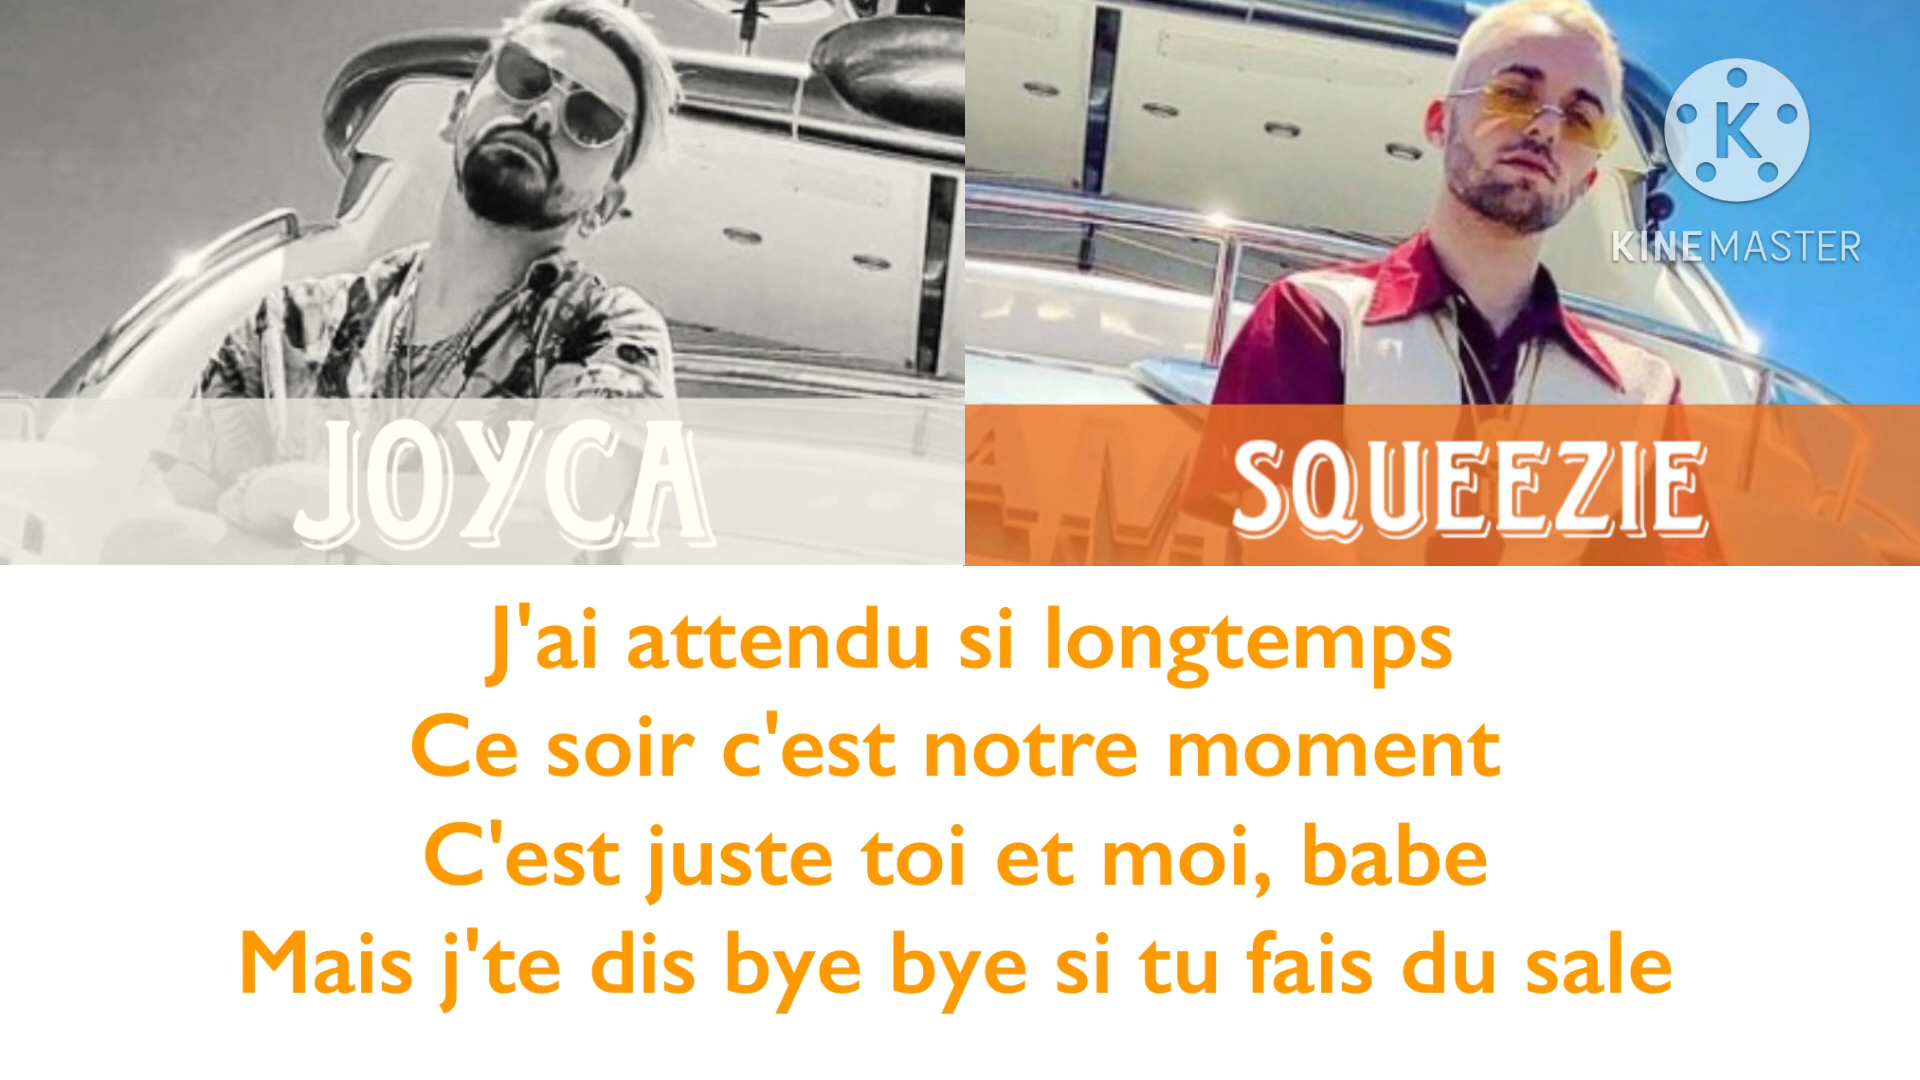 K
KINEMASTER
JOYCA
SQUEEZIE
J'ai attendu si longtemps
Ce soir c'est notre moment
C'est juste toi et moi, babe
Mais j'te dis bye bye si tu fais du sale